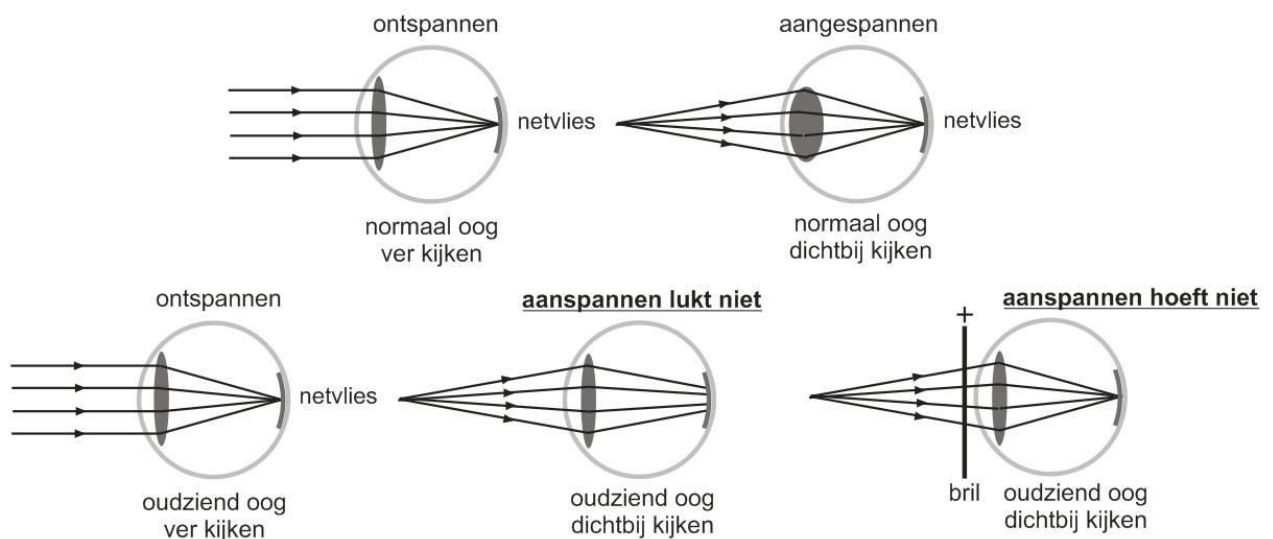 ontspannen
netvlies
normaal oog
ver kijken
aangespannen
netvlies
normaal oog
dichtbij kijken
ontspannen
netvlies
oudziend oog
ver kijken
aanspannen lukt niet
oudziend oog
dichtbij kijken
aanspannen hoeft niet
+
bril
oudziend oog
dichtbij kijken